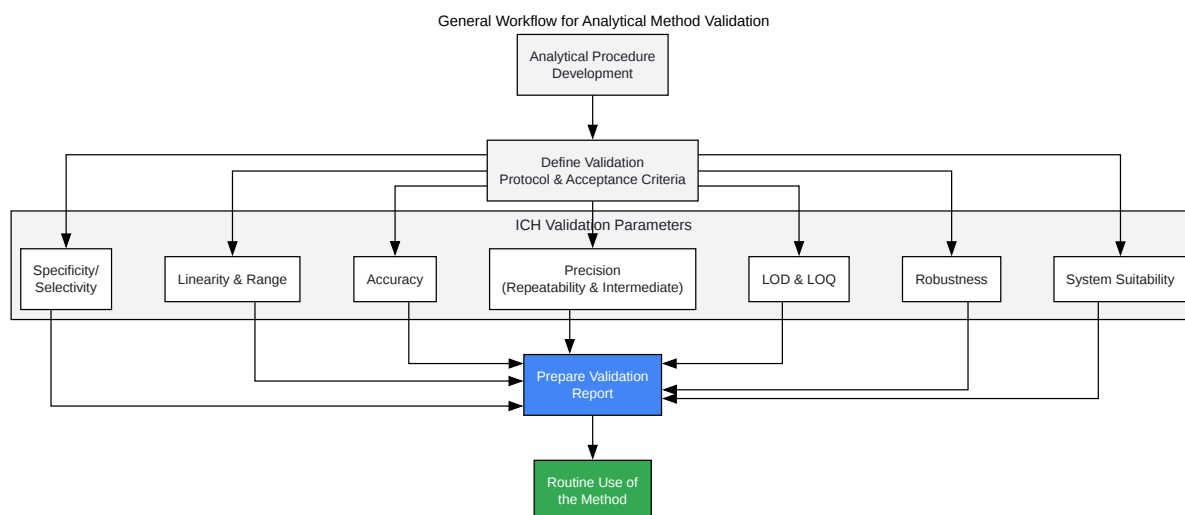 General Workflow for Analytical Method Validation
Analytical Procedure
Development
Define Validation
Protocol & Acceptance Criteria
ICH Validation Parameters
Specificity/
Selectivity
Linearity & Range
Accuracy
Precision
(Repeatability & Intermediate)
LOD & LOQ
Robustness
System Suitability
Prepare Validation
Report
Routine Use of
the Method